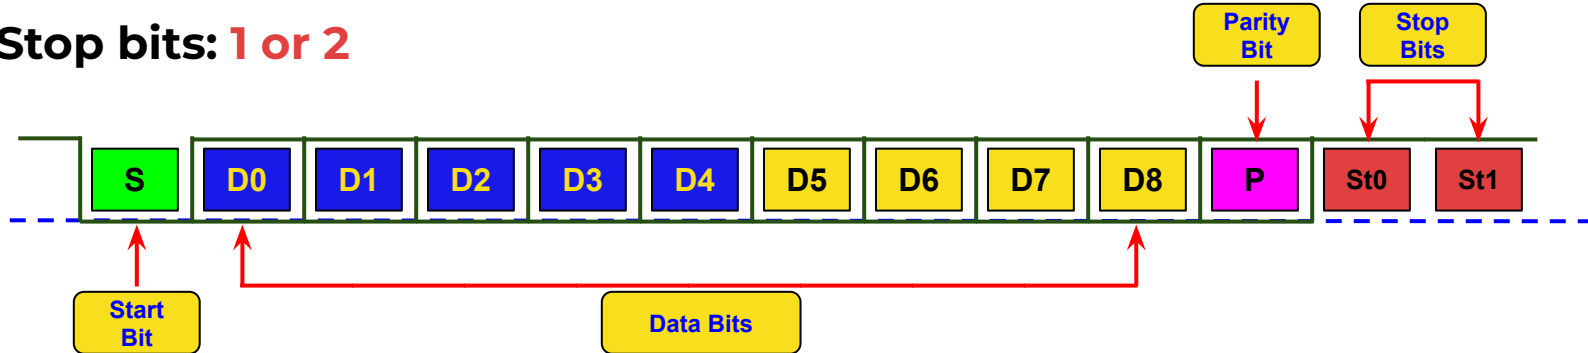 Stop bits: 1 or 2
Parity
Bit
Stop
Bits
S D0 D1 D2 D3 D4 D5 D6 D7 D8 P St0 St1
Start
Bit
Data Bits